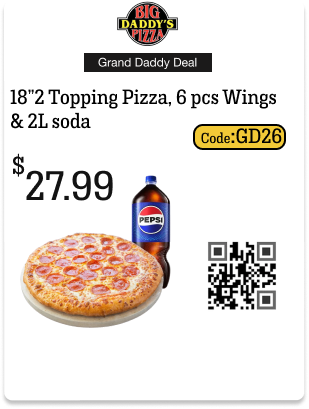 BIG
DADDY'S
PIZZA
Grand Daddy Deal
18"2 Topping Pizza, 6 pcs Wings
& 2L soda
Code:GD26
$27.99
PEPSI